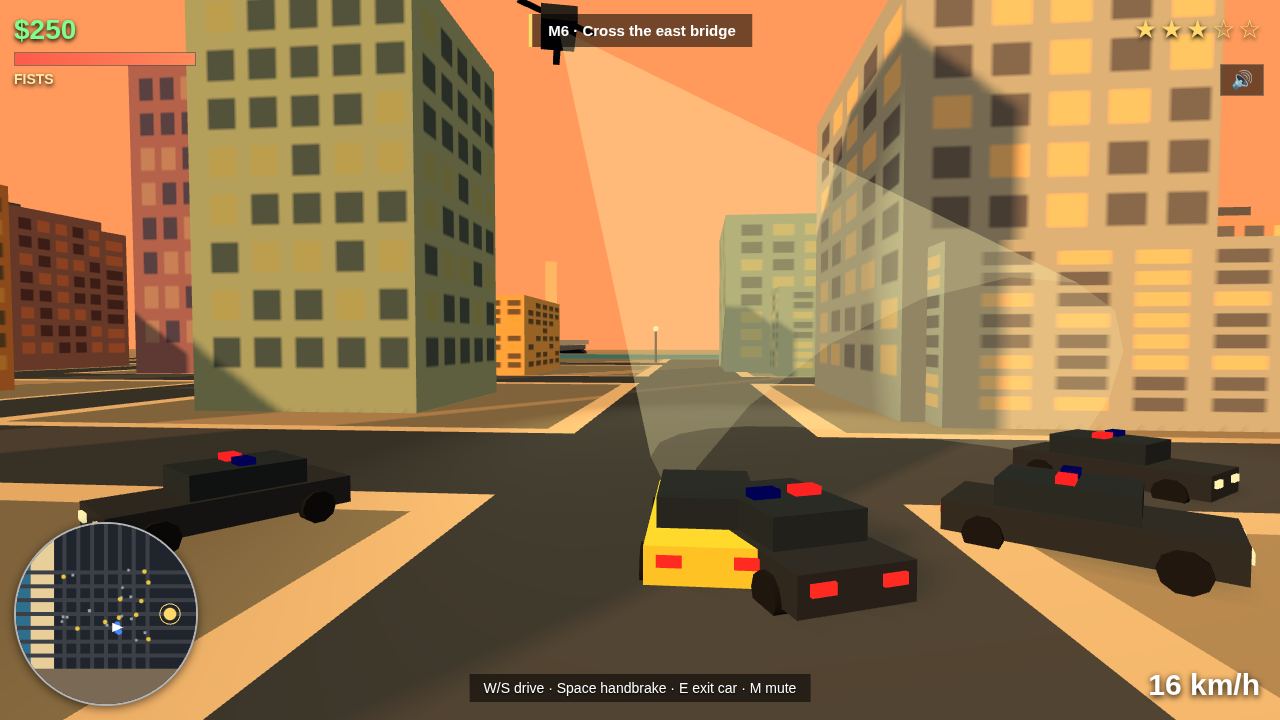 $250
M6 · Cross the east bridge
FISTS
W/S drive · Space handbrake · E exit car · M mute
16 km/h